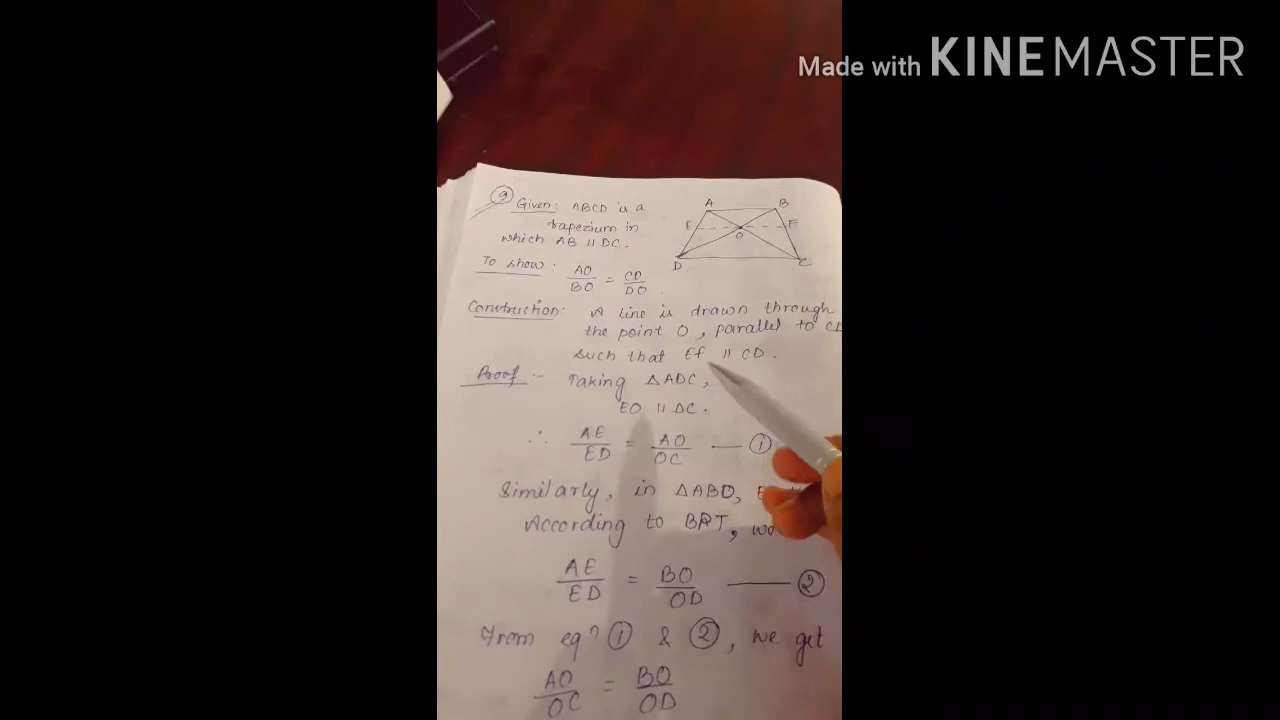 Made with KINEMASTER
9 Given: ABCD is a
trapezium in
which AB || DC.
A B
E F
O
D C
To show: AO/BO = CO/DO.
Construction: A line is drawn through
the point O, parallel to CD
such that Ef || CD.
Proof :- Taking ΔADC,
EO || DC.
∴ AE/ED = AO/OC — ①
Similarly, in ΔABD,
According to BPT, we
AE/ED = BO/OD — ②
From eqⁿ ① & ②, we get
AO/OC = BO/OD